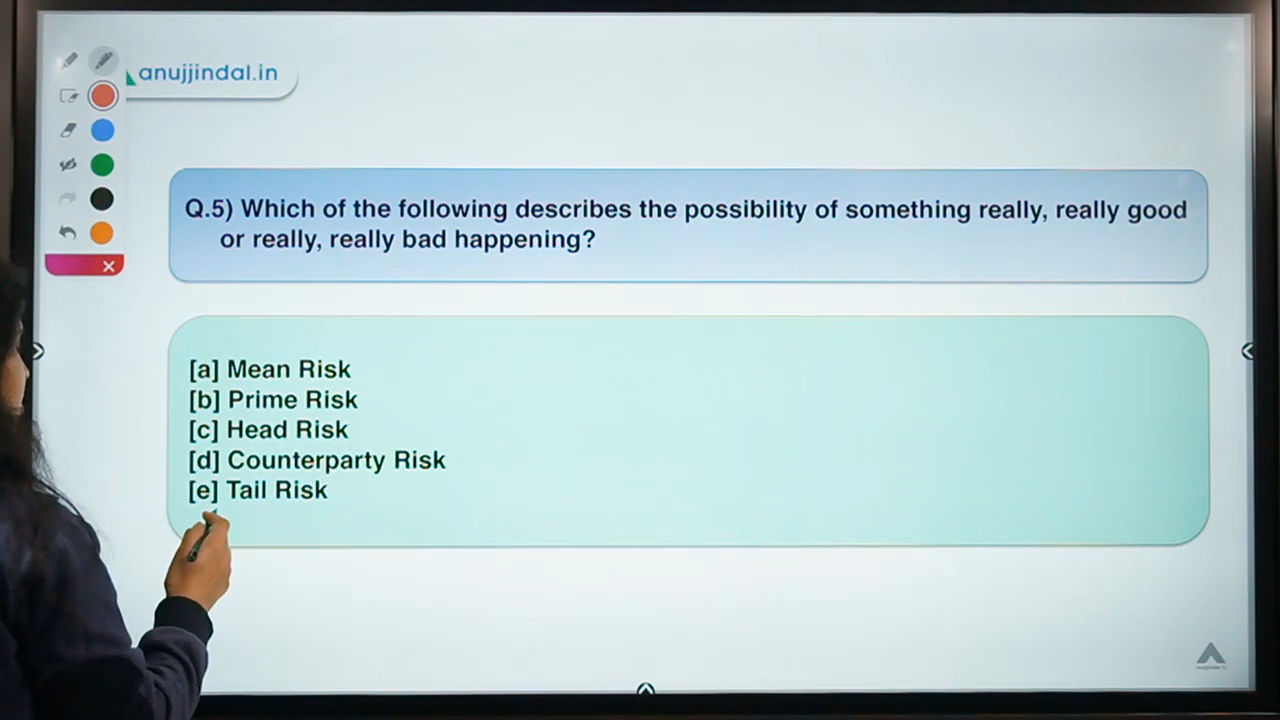 anujjindal.in
Q.5) Which of the following describes the possibility of something really, really good
or really, really bad happening?
[a] Mean Risk
[b] Prime Risk
[c] Head Risk
[d] Counterparty Risk
[e] Tail Risk